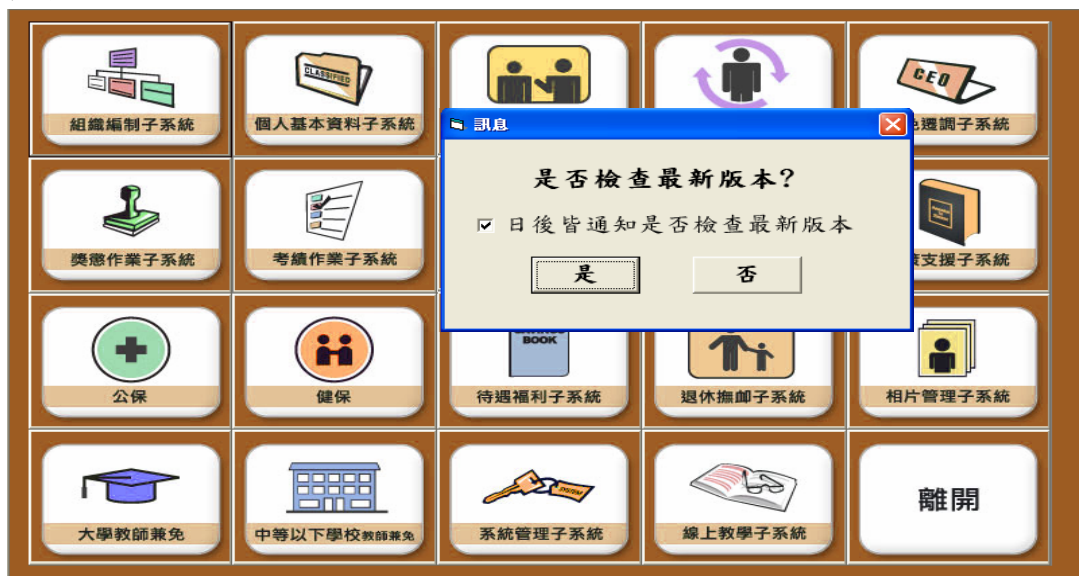 CLASSIFIED
CEO
組織編制子系統
個人基本資料子系統
遷調子系統
訊息
是否檢查最新版本?
日後皆通知是否檢查最新版本
是
否
獎懲作業子系統
考績作業子系統
支援子系統
BOOK
公保
健保
待遇福利子系統
退休撫卹子系統
相片管理子系統
SYSTEM
大學教師兼免
中等以下學校教師兼免
系統管理子系統
線上教學子系統
離開